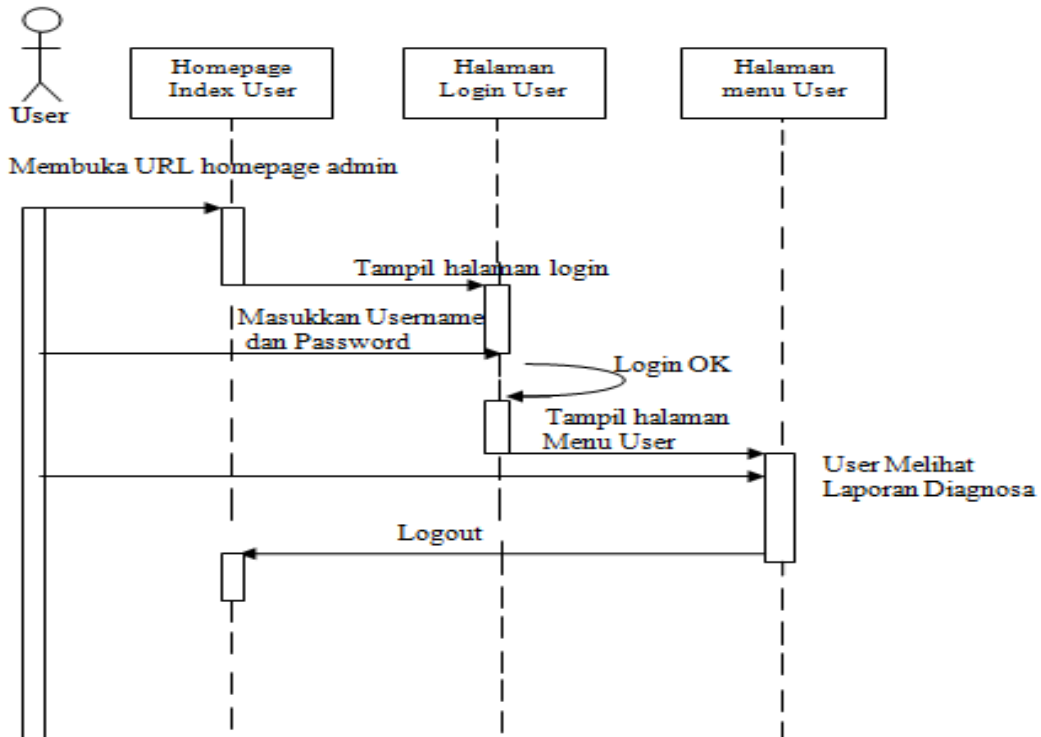 User
Homepage
Index User
Halaman
Login User
Halaman
menu User
Membuka URL homepage admin
Tampil halaman login
Masukkan Username
dan Password
Login OK
Tampil halaman
Menu User
User Melihat
Laporan Diagnosa
Logout